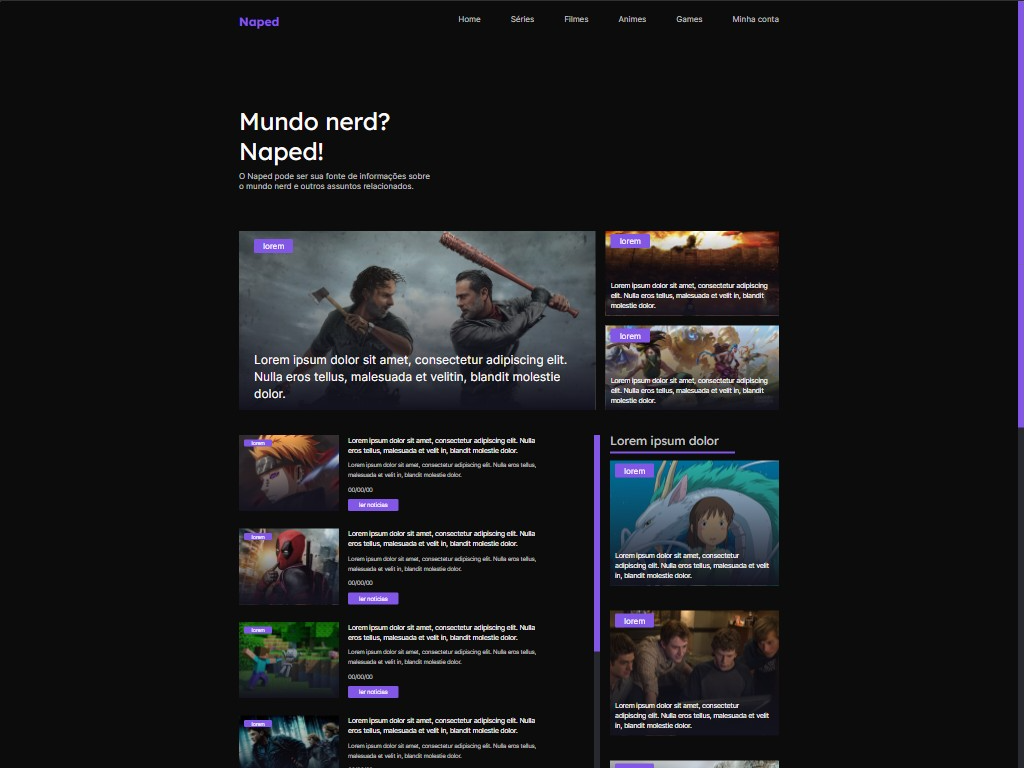 Naped
Home Séries Filmes Animes Games Minha conta
Mundo nerd?
Naped!
O Naped pode ser sua fonte de informações sobre
o mundo nerd e outros assuntos relacionados.
lorem
Lorem ipsum dolor sit amet, consectetur adipiscing elit.
Nulla eros tellus, malesuada et velitin, blandit molestie
dolor.
lorem
Lorem ipsum dolor sit amet, consectetur adipiscing
elit. Nulla eros tellus, malesuada et velit in, blandit
molestie dolor.
lorem
Lorem ipsum dolor sit amet, consectetur adipiscing
elit. Nulla eros tellus, malesuada et velit in, blandit
molestie dolor.
lorem
Lorem ipsum dolor sit amet, consectetur adipiscing elit. Nulla
eros tellus, malesuada et velit in, blandit molestie dolor.
Lorem ipsum dolor sit amet, consectetur adipiscing elit. Nulla eros tellus,
malesuada et velit in, blandit molestie dolor.
00/00/00
ler notícias
lorem
Lorem ipsum dolor sit amet, consectetur adipiscing elit. Nulla
eros tellus, malesuada et velit in, blandit molestie dolor.
Lorem ipsum dolor sit amet, consectetur adipiscing elit. Nulla eros tellus,
malesuada et velit in, blandit molestie dolor.
00/00/00
ler notícias
lorem
Lorem ipsum dolor sit amet, consectetur adipiscing elit. Nulla
eros tellus, malesuada et velit in, blandit molestie dolor.
Lorem ipsum dolor sit amet, consectetur adipiscing elit. Nulla eros tellus,
malesuada et velit in, blandit molestie dolor.
00/00/00
ler notícias
lorem
Lorem ipsum dolor sit amet, consectetur adipiscing elit. Nulla
eros tellus, malesuada et velit in, blandit molestie dolor.
Lorem ipsum dolor sit amet, consectetur adipiscing elit. Nulla eros tellus,
malesuada et velit in, blandit molestie dolor.
Lorem ipsum dolor
lorem
Lorem ipsum dolor sit amet, consectetur
adipiscing elit. Nulla eros tellus, malesuada et velit
in, blandit molestie dolor.
lorem
Lorem ipsum dolor sit amet, consectetur
adipiscing elit. Nulla eros tellus, malesuada et velit
in, blandit molestie dolor.